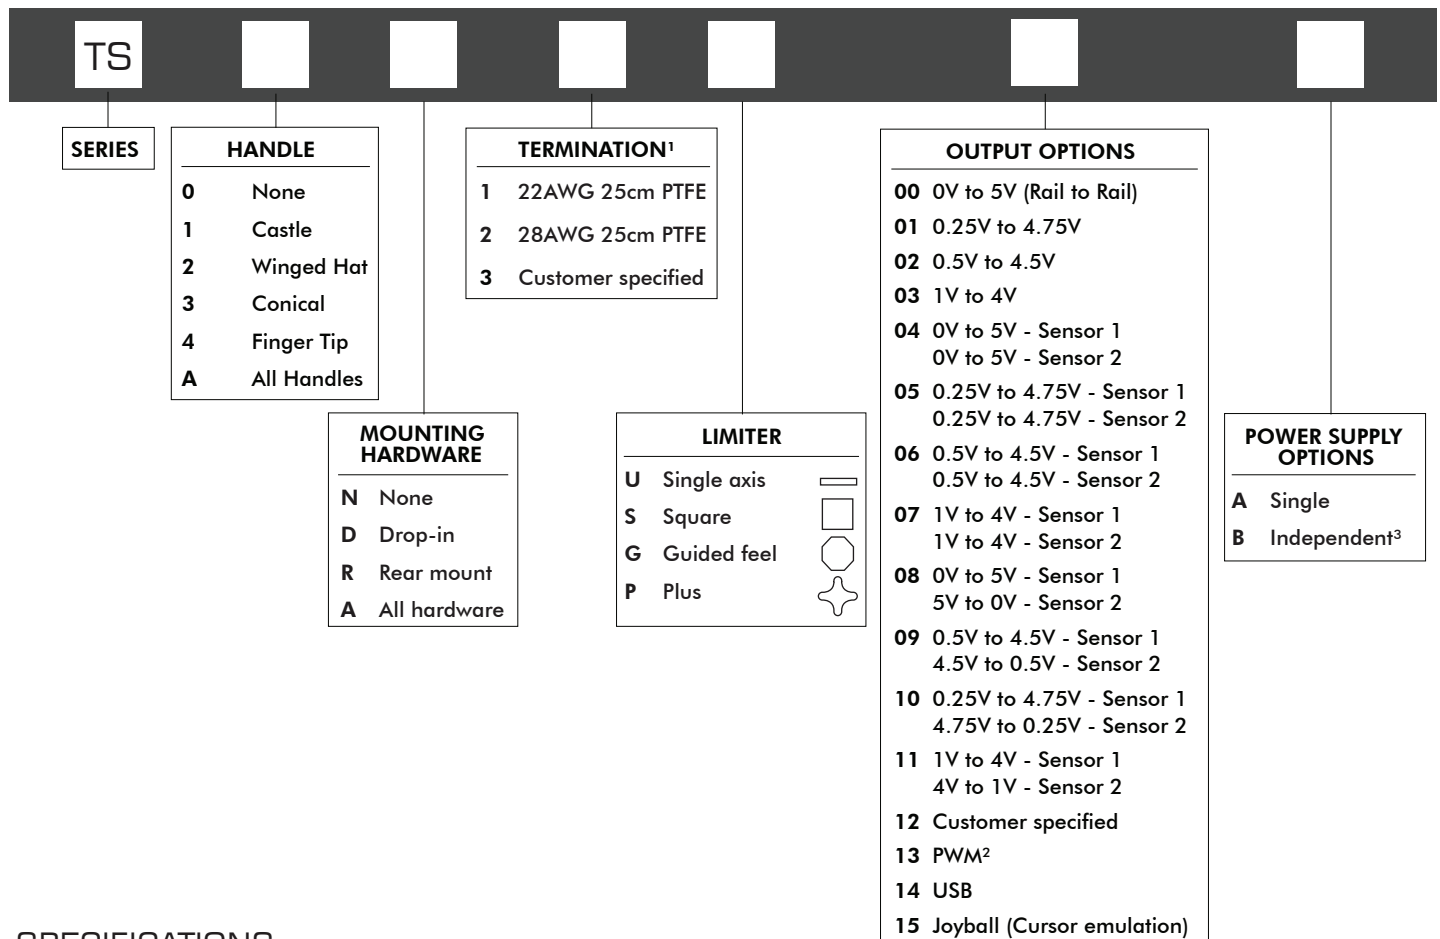 TS
SERIES
HANDLE
0 None
1 Castle
2 Winged Hat
3 Conical
4 Finger Tip
A All Handles
MOUNTING
HARDWARE
N None
D Drop-in
R Rear mount
A All hardware
TERMINATION¹
1 22AWG 25cm PTFE
2 28AWG 25cm PTFE
3 Customer specified
LIMITER
U Single axis
S Square
G Guided feel
P Plus
OUTPUT OPTIONS
00 0V to 5V (Rail to Rail)
01 0.25V to 4.75V
02 0.5V to 4.5V
03 1V to 4V
04 0V to 5V - Sensor 1
0V to 5V - Sensor 2
05 0.25V to 4.75V - Sensor 1
0.25V to 4.75V - Sensor 2
06 0.5V to 4.5V - Sensor 1
0.5V to 4.5V - Sensor 2
07 1V to 4V - Sensor 1
1V to 4V - Sensor 2
08 0V to 5V - Sensor 1
5V to 0V - Sensor 2
09 0.5V to 4.5V - Sensor 1
4.5V to 0.5V - Sensor 2
10 0.25V to 4.75V - Sensor 1
4.75V to 0.25V - Sensor 2
11 1V to 4V - Sensor 1
4V to 1V - Sensor 2
12 Customer specified
13 PWM²
14 USB
15 Joyball (Cursor emulation)
POWER SUPPLY
OPTIONS
A Single
B Independent³
SPECIFICATIONS